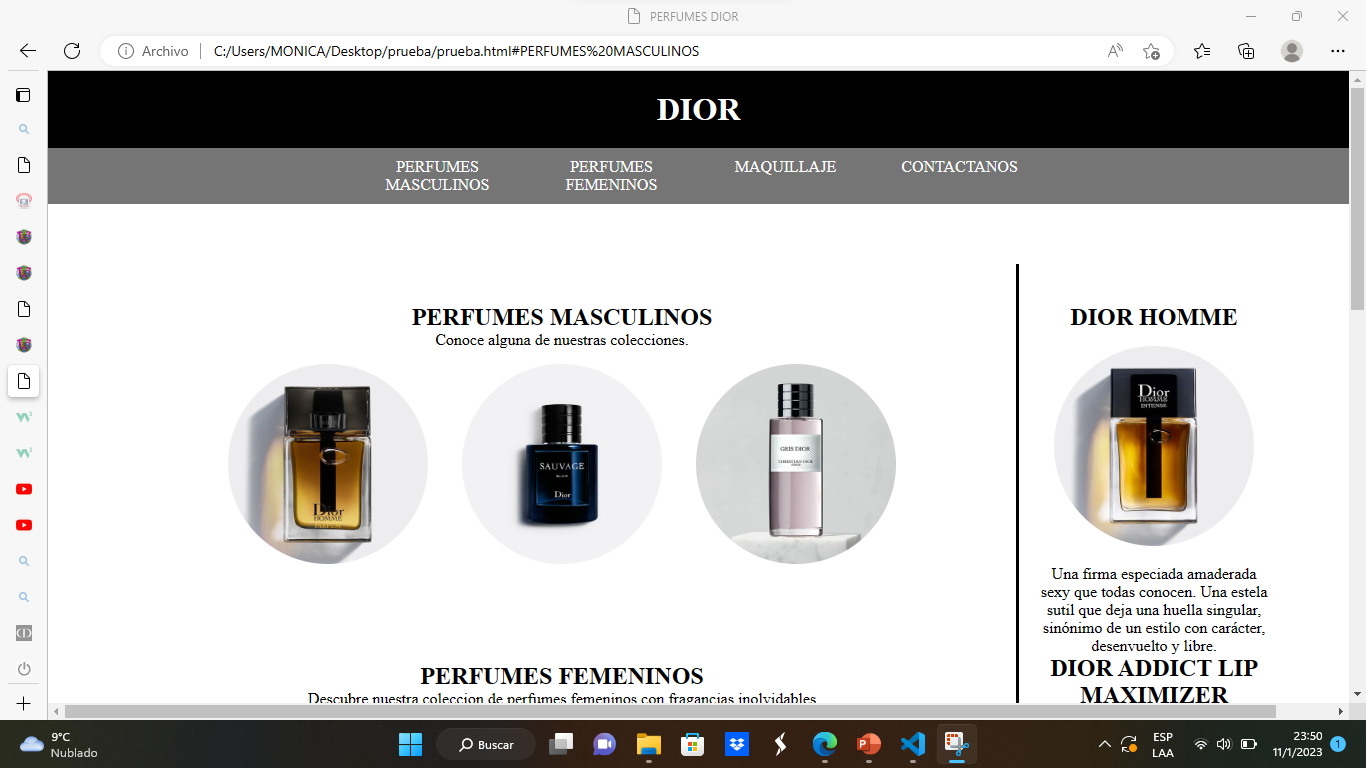 PERFUMES DIOR
Archivo
C:/Users/MONICA/Desktop/prueba/prueba.html#PERFUMES%20MASCULINOS
DIOR
PERFUMES MASCULINOS
PERFUMES FEMENINOS
MAQUILLAJE
CONTACTANOS
PERFUMES MASCULINOS
Conoce alguna de nuestras colecciones.
Dior
HOMME
SAUVAGE
Dior
GRIS DIOR
CHRISTIAN DIOR
PERFUMES FEMENINOS
Descubre nuestra coleccion de perfumes femeninos con fragancias inolvidables
DIOR HOMME
Dior
HOMME
INTENSE
Una firma especiada amaderada
sexy que todas conocen. Una estela
sutil que deja una huella singular,
sinónimo de un estilo con carácter,
desenvuelto y libre.
DIOR ADDICT LIP
MAXIMIZER
9°C
Nublado
Buscar
ESP
LAA
23:50
11/1/2023
1